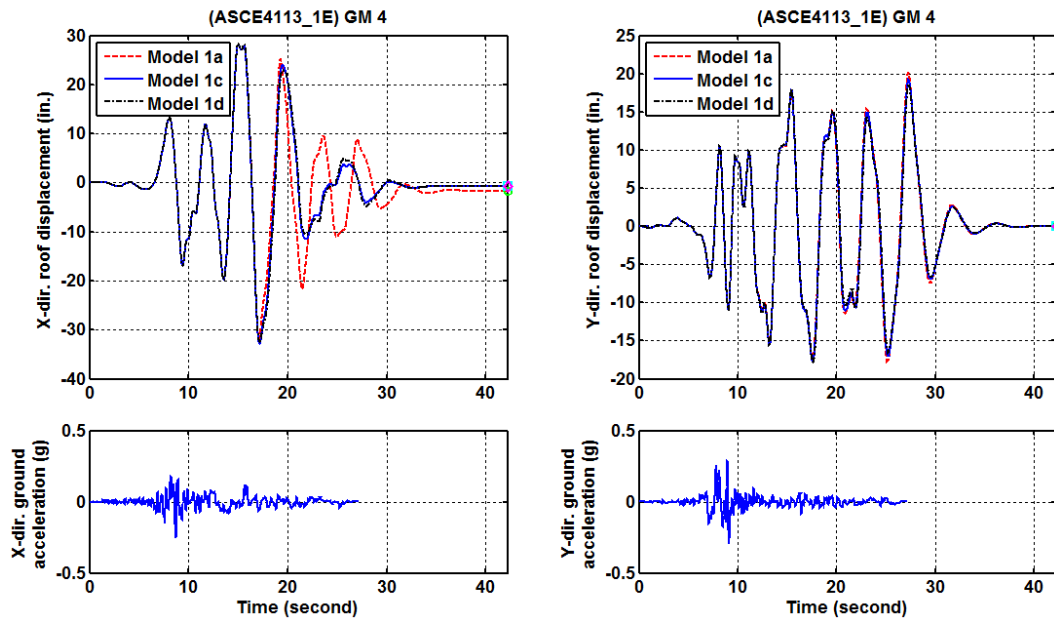 (ASCE4113_1E) GM 4
X-dir. roof displacement (in.)
30
20
10
0
-10
-20
-30
-40
Model 1a
Model 1c
Model 1d
0
10
20
30
40
X-dir. ground
acceleration (g)
0.5
0
-0.5
0
10
20
30
40
Time (second)
(ASCE4113_1E) GM 4
Y-dir. roof displacement (in.)
25
20
15
10
5
0
-5
-10
-15
-20
Model 1a
Model 1c
Model 1d
0
10
20
30
40
Y-dir. ground
acceleration (g)
0.5
0
-0.5
0
10
20
30
40
Time (second)